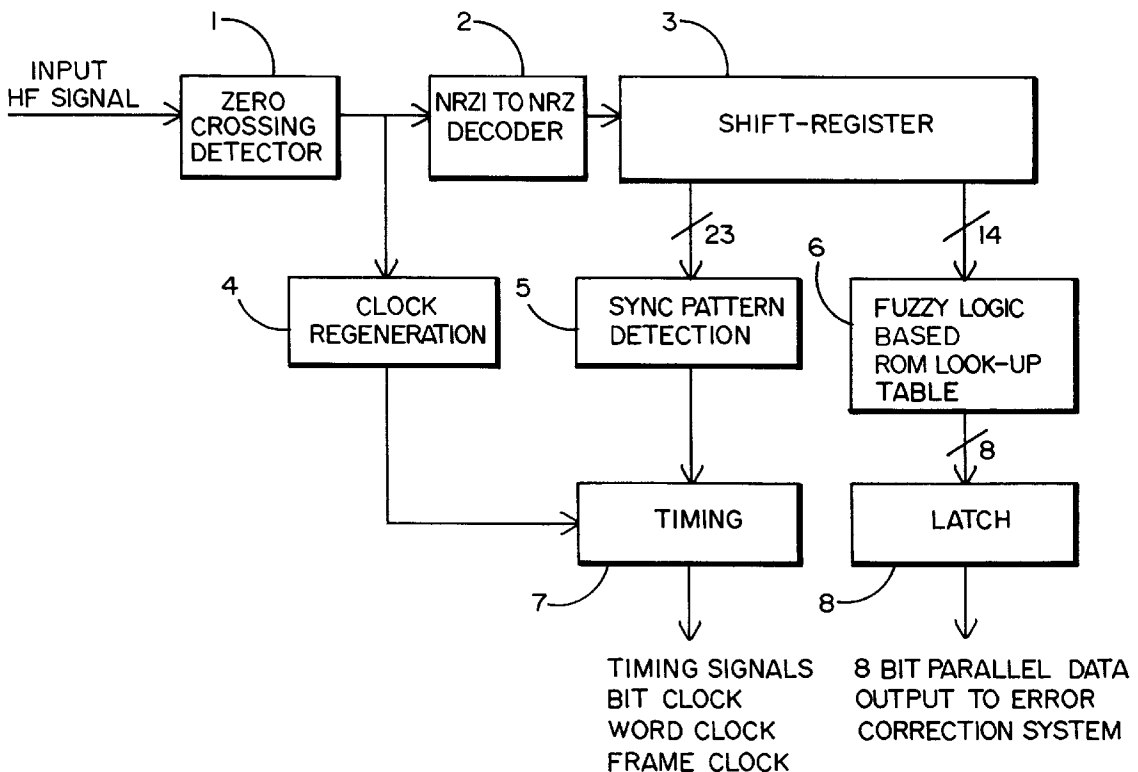 1
2
3
INPUT
HF SIGNAL
ZERO
CROSSING
DETECTOR
NRZI TO NRZ
DECODER
SHIFT-REGISTER
23
14
4
CLOCK
REGENERATION
5
SYNC PATTERN
DETECTION
6
FUZZY LOGIC
BASED
ROM LOOK-UP
TABLE
8
TIMING
LATCH
7
8
TIMING SIGNALS
BIT CLOCK
WORD CLOCK
FRAME CLOCK
8 BIT PARALLEL DATA
OUTPUT TO ERROR
CORRECTION SYSTEM